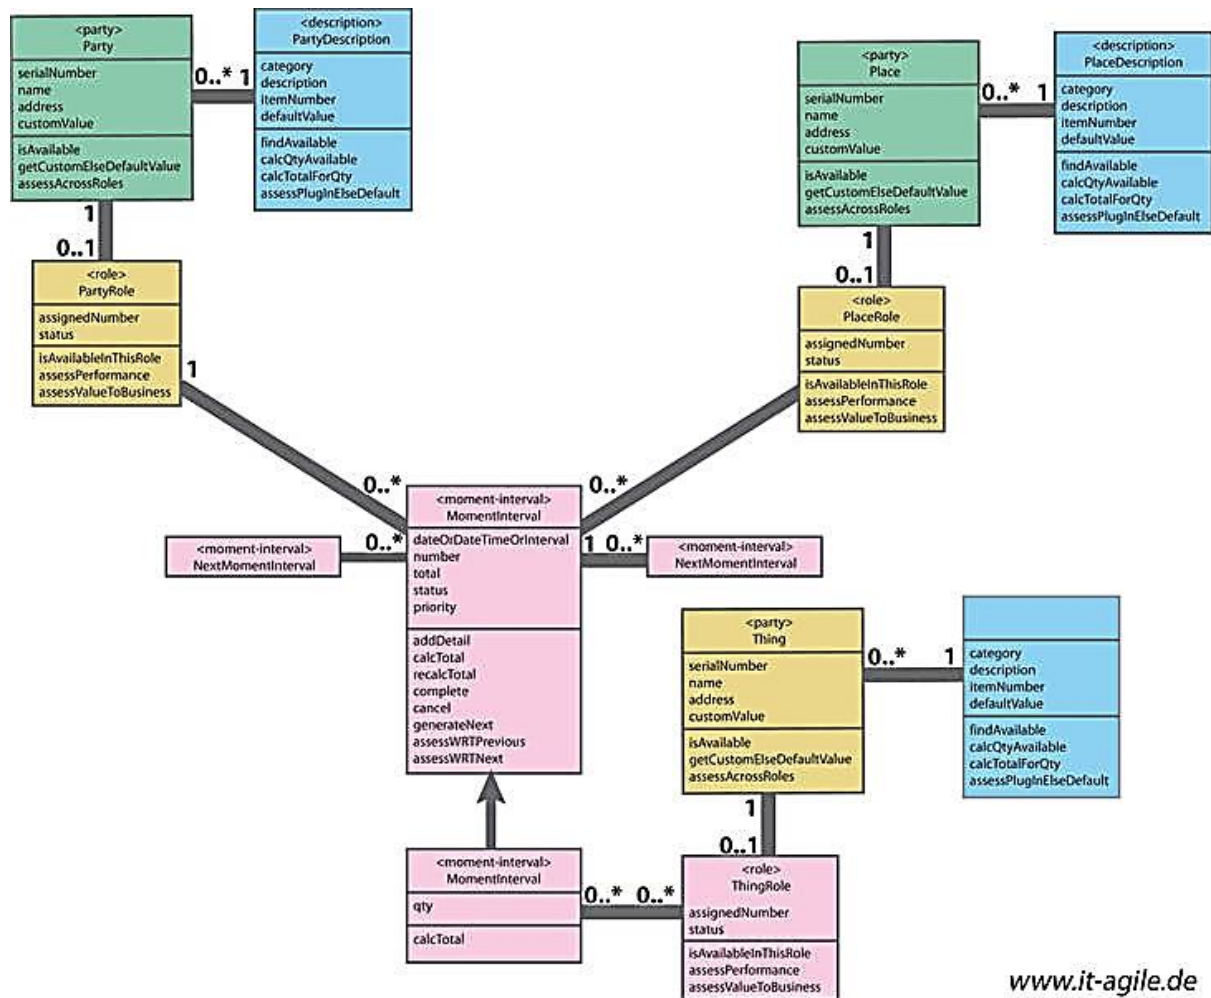 <party>
Party
serialNumber
name
address
customValue
isAvailable
getCustomElseDefaultValue
assessAcrossRoles
0..* 1
<description>
PartyDescription
category
description
itemNumber
defaultValue
findAvailable
calcQtyAvailable
calcTotalForQty
assessPlugInElseDefault
<party>
Place
serialNumber
name
address
customValue
isAvailable
getCustomElseDefaultValue
assessAcrossRoles
0..* 1
<description>
PlaceDescription
category
description
itemNumber
defaultValue
findAvailable
calcQtyAvailable
calcTotalForQty
assessPlugInElseDefault
1
0..1
<role>
PartyRole
assignedNumber
status
isAvailableInThisRole
assessPerformance
assessValueToBusiness
1
0..*
1
0..1
<role>
PlaceRole
assignedNumber
status
isAvailableInThisRole
assessPerformance
assessValueToBusiness
0..*
<moment-interval>
NextMomentInterval
0..*
<moment-interval>
MomentInterval
dateOrDateTimeOrInterval
number
total
status
priority
addDetail
calcTotal
recalcTotal
complete
cancel
generateNext
assessWRTPrevious
assessWRTNext
1 0..*
<moment-interval>
NextMomentInterval
<party>
Thing
serialNumber
name
address
customValue
isAvailable
getCustomElseDefaultValue
assessAcrossRoles
0..* 1
category
description
itemNumber
defaultValue
findAvailable
calcQtyAvailable
calcTotalForQty
assessPlugInElseDefault
1
0..1
<moment-interval>
MomentInterval
qty
calcTotal
0..* 0..*
<role>
ThingRole
assignedNumber
status
isAvailableInThisRole
assessPerformance
assessValueToBusiness
www.it-agile.de